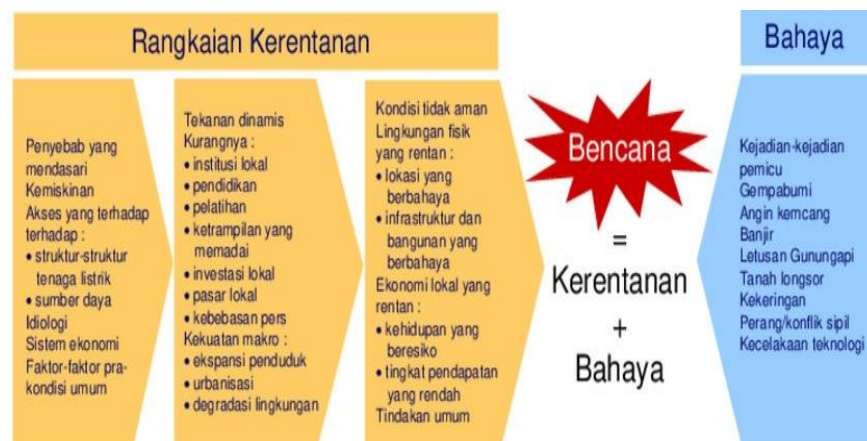 Rangkaian Kerentanan
Penyebab yang
mendasari
Kemiskinan
Akses yang terhadap
terhadap :
• struktur-struktur
tenaga listrik
• sumber daya
Idiologi
Sistem ekonomi
Faktor-faktor pra-
kondisi umum
Tekanan dinamis
Kurangnya :
• institusi lokal
• pendidikan
• pelatihan
• ketrampilan yang
memadai
• investasi lokal
• pasar lokal
• kebebasan pers
Kekuatan makro :
• ekspansi penduduk
• urbanisasi
• degradasi lingkungan
Kondisi tidak aman
Lingkungan fisik
yang rentan :
• lokasi yang
berbahaya
• infrastruktur dan
bangunan yang
berbahaya
Ekonomi lokal yang
rentan :
• kehidupan yang
beresiko
• tingkat pendapatan
yang rendah
Tindakan umum
Bencana
=
Kerentanan
+
Bahaya
Bahaya
Kejadian-kejadian
pemicu
Gempabumi
Angin kemcang
Banjir
Letusan Gunungapi
Tanah longsor
Kekeringan
Perang/konflik sipil
Kecelakaan teknologi